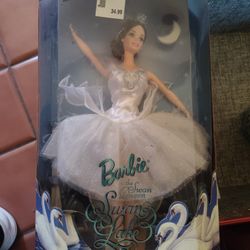 34.99
Barbie
as the
Swan
Queen
in
Swan
Lake